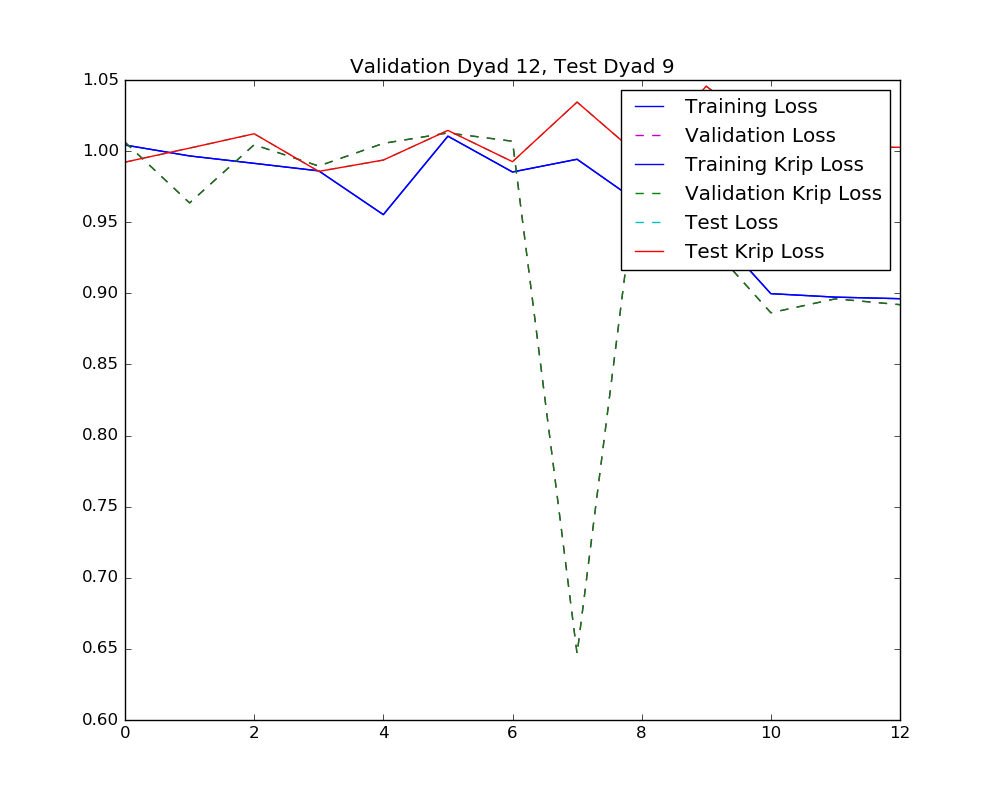 Validation Dyad 12, Test Dyad 9
1.05
1.00
0.95
0.90
0.85
0.80
0.75
0.70
0.65
0.60
Training Loss
Validation Loss
Training Krip Loss
Validation Krip Loss
Test Loss
Test Krip Loss
0 2 4 6 8 10 12